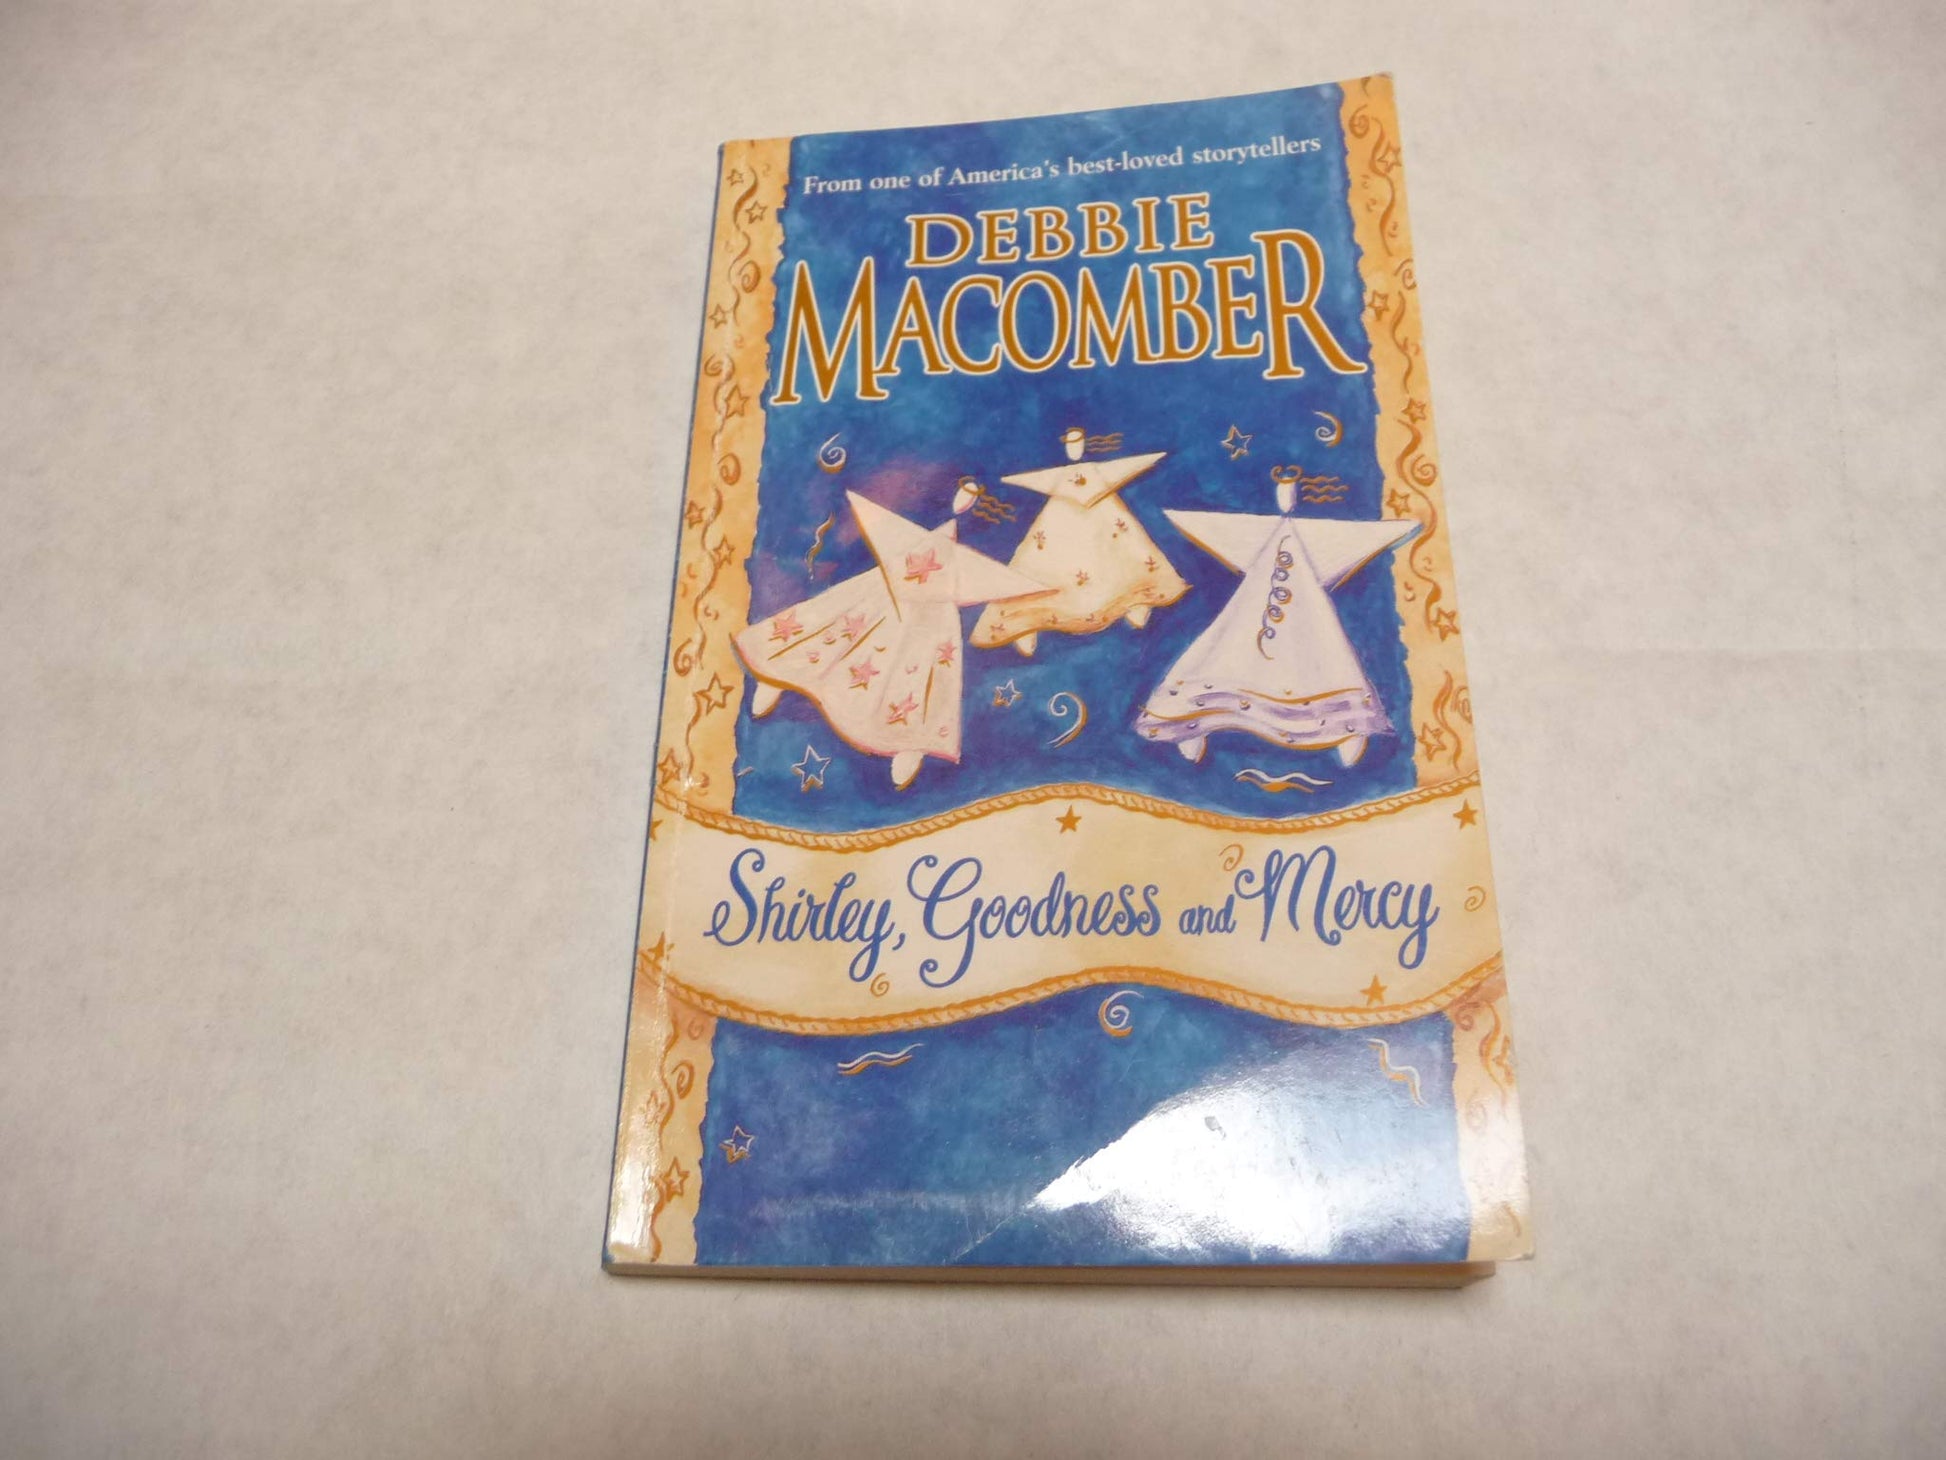 From one of America's best-loved storytellers
DEBBIE
MACOMBER
Shirley, Goodness and Mercy